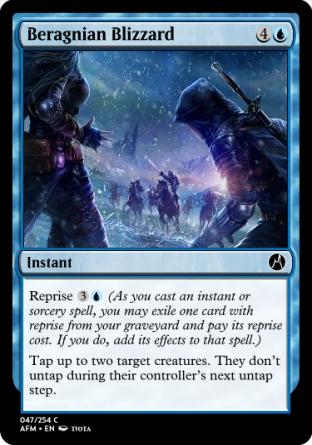 Beragnian Blizzard 4
Instant
Reprise 3 (As you cast an instant or
sorcery spell, you may exile one card with
reprise from your graveyard and pay its reprise
cost. If you do, add its effects to that spell.)
Tap up to two target creatures. They don't
untap during their controller's next untap
step.
047/254 C
AFM • EN TIOTA